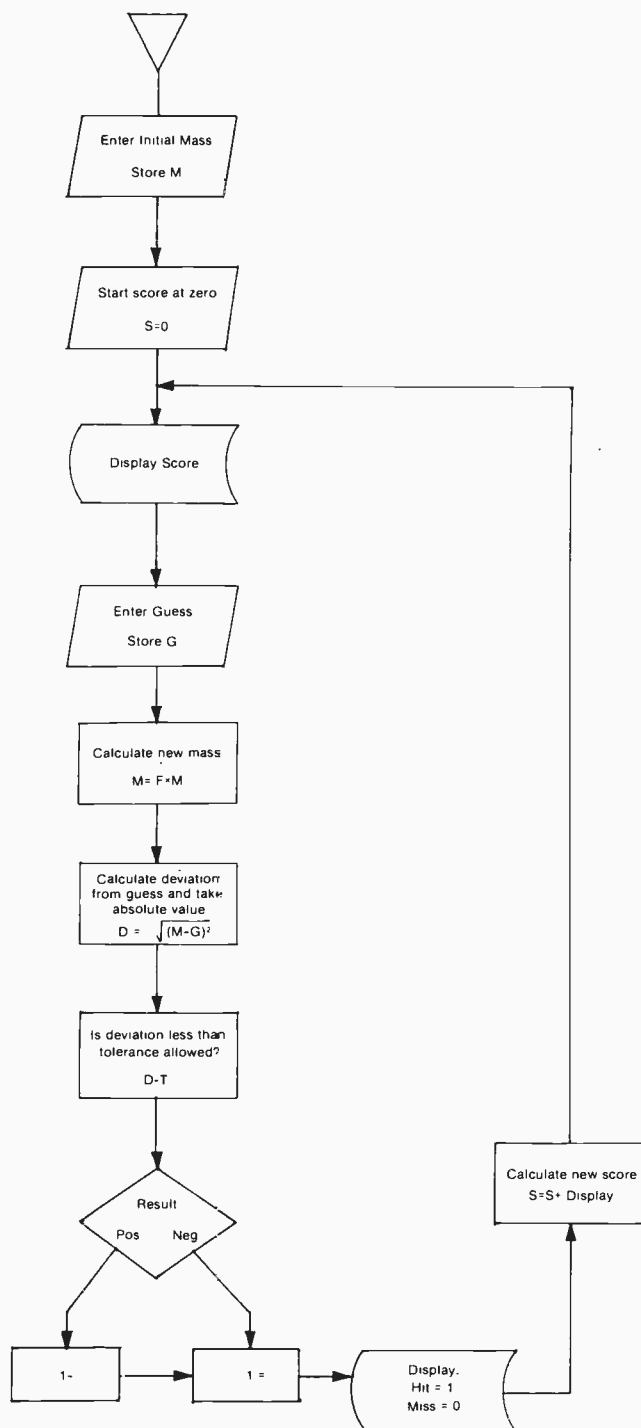 Enter Initial Mass
Store M
Start score at zero
S=0
Display Score
Enter Guess
Store G
Calculate new mass
M= F×M
Calculate deviation
from guess and take
absolute value
D = √(M-G)²
Is deviation less than
tolerance allowed?
D-T
Result
Pos Neg
1-
1 =
Display.
Hit = 1
Miss = 0
Calculate new score
S=S+ Display